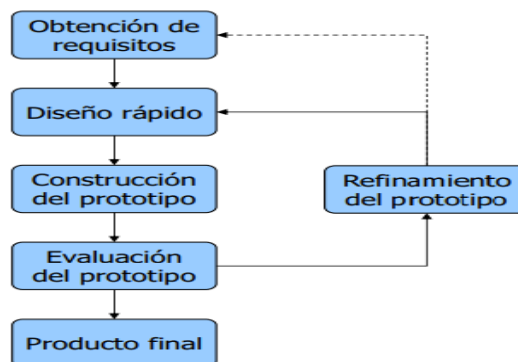 Obtención de
requisitos
Diseño rápido
Construcción
del prototipo
Refinamiento
del prototipo
Evaluación
del prototipo
Producto final